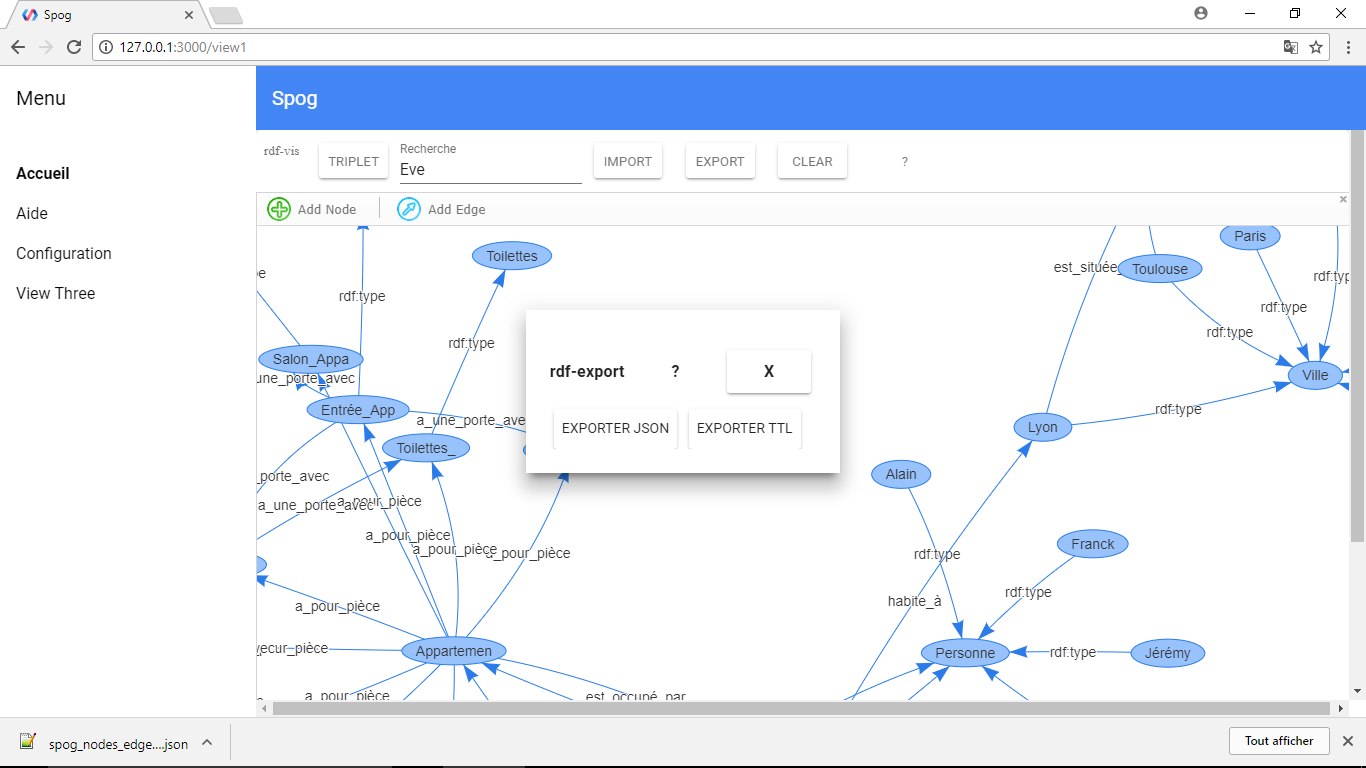 Spog
127.0.0.1:3000/view1
Menu
Spog
Accueil
Aide
Configuration
View Three
rdf-vis
TRIPLET
Recherche
Eve
IMPORT
EXPORT
CLEAR
?
Add Node
Add Edge
Toilettes
Paris
est_située_
Toulouse
rdf:typ
rdf:type
rdf:type
rdf:type
rdf:type
Salon_Appa
une_porte_avec
Ville
Entrée_App
a_une_porte_ave
rdf:type
Toilettes_
Lyon
rdf-export
?
X
EXPORTER JSON
EXPORTER TTL
_porte_avec
Alain
a_pour_pièce
a_une_porte_avec
a_pour_pièce
a_pour_pièce
a_pour_pièce
rdf:type
Franck
rdf:type
a_pour_pièce
habite_à
Appartemen
Personne
rdf:type
Jérémy
a_pour_pièce
est_occupé_par
spog_nodes_edge....json
Tout afficher